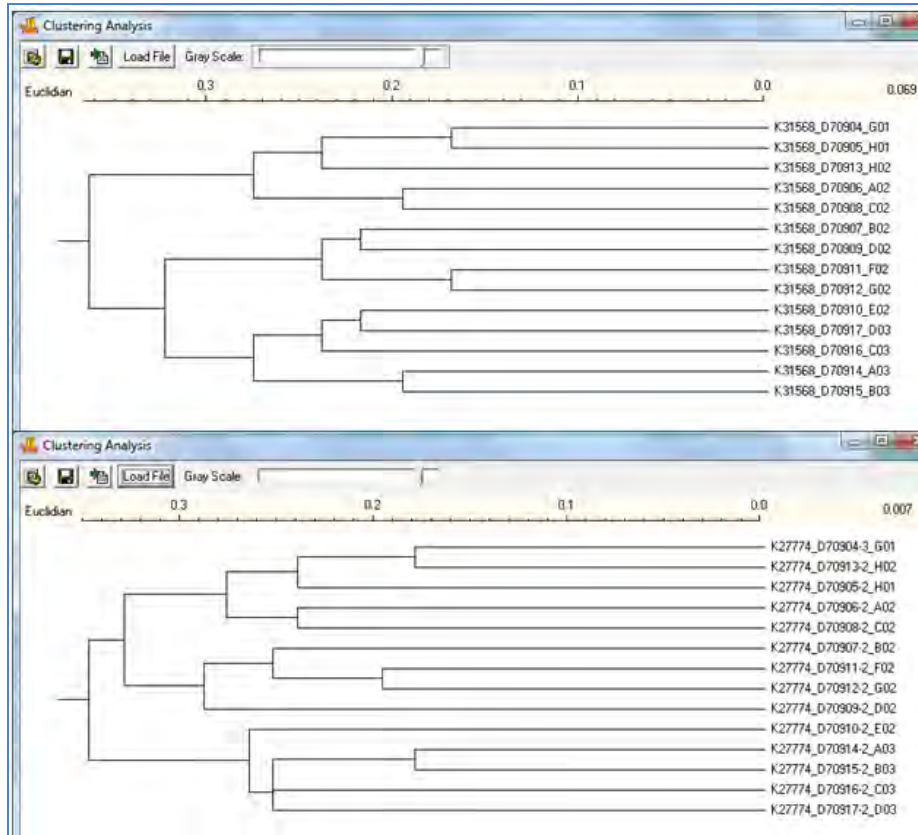 Clustering Analysis
Load File Gray Scale:
Euclidian 0.3 0.2 0.1 0.0 0.069
K31568_D70904_G01
K31568_D70905_H01
K31568_D70913_H02
K31568_D70906_A02
K31568_D70908_C02
K31568_D70907_B02
K31568_D70909_D02
K31568_D70911_F02
K31568_D70912_G02
K31568_D70910_E02
K31568_D70917_D03
K31568_D70916_C03
K31568_D70914_A03
K31568_D70915_B03
Clustering Analysis
Load File Gray Scale:
Euclidian 0.3 0.2 0.1 0.0 0.007
K27774_D70904-3_G01
K27774_D70913-2_H02
K27774_D70905-2_H01
K27774_D70906-2_A02
K27774_D70908-2_C02
K27774_D70907-2_B02
K27774_D70911-2_F02
K27774_D70912-2_G02
K27774_D70909-2_D02
K27774_D70910-2_E02
K27774_D70914-2_A03
K27774_D70915-2_B03
K27774_D70916-2_C03
K27774_D70917-2_D03